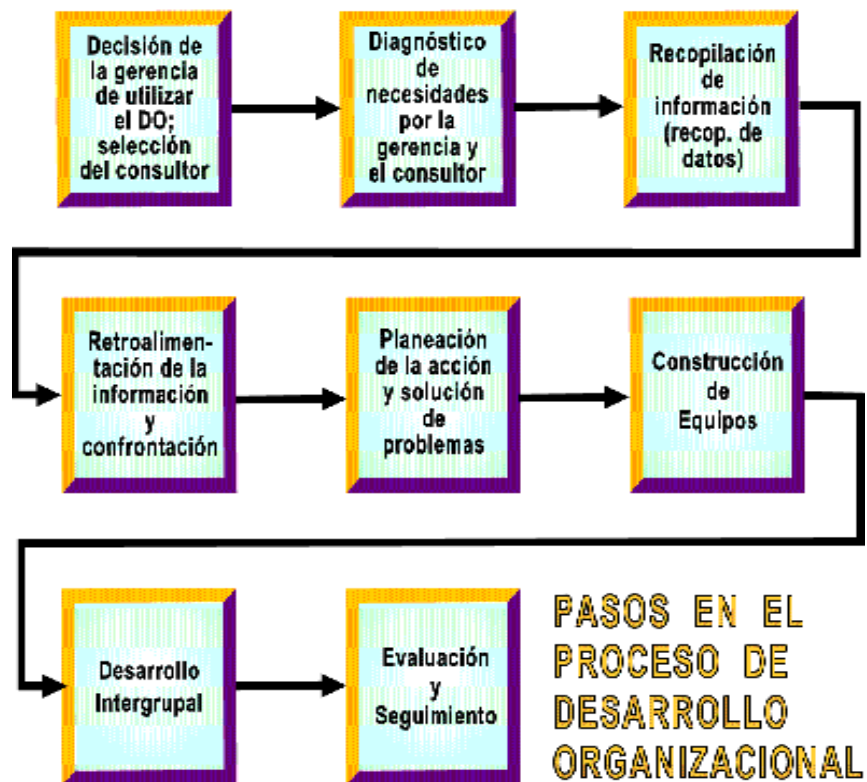 Decisión de
la gerencia
de utilizar
el DO;
selección
del consultor
Diagnóstico
de
necesidades
por la
gerencia y
el consultor
Recopilación
de
información
(recop. de
datos)
Retroalimen-
tación de la
información
y
confrontación
Planeación
de la acción
y solución
de
problemas
Construcción
de
Equipos
Desarrollo
Intergrupal
Evaluación
y
Seguimiento
PASOS EN EL
PROCESO DE
DESARROLLO
ORGANIZACIONAL